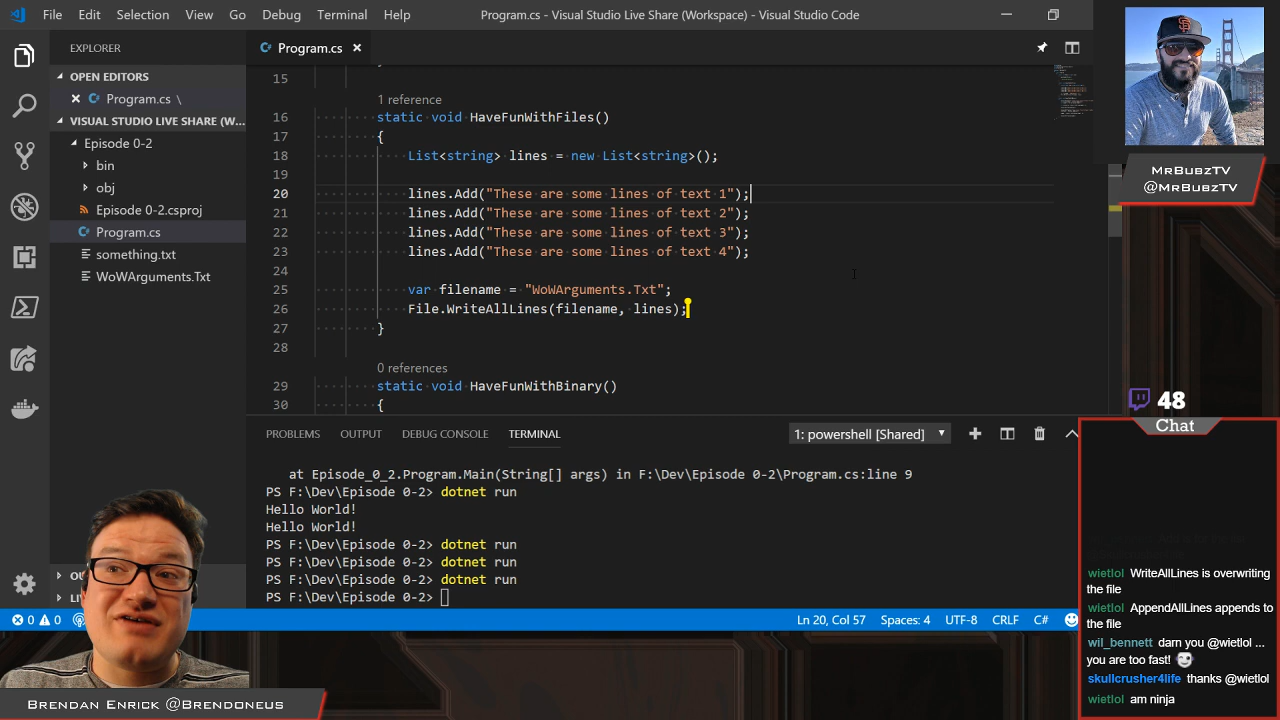 File Edit Selection View Go Debug Terminal Help
Program.cs - Visual Studio Live Share (Workspace) - Visual Studio Code
EXPLORER
OPEN EDITORS
Program.cs \
VISUAL STUDIO LIVE SHARE (W...
Episode 0-2
bin
obj
Episode 0-2.csproj
Program.cs
something.txt
WoWArguments.Txt
Program.cs
15
1 reference
16 static void HaveFunWithFiles()
17 {
18 List<string> lines = new List<string>();
19
20 lines.Add("These are some lines of text 1");
21 lines.Add("These are some lines of text 2");
22 lines.Add("These are some lines of text 3");
23 lines.Add("These are some lines of text 4");
24
25 var filename = "WoWArguments.Txt";
26 File.WriteAllLines(filename, lines);
27 }
28
0 references
29 static void HaveFunWithBinary()
30 {
PROBLEMS OUTPUT DEBUG CONSOLE TERMINAL
1: powershell [Shared]
at Episode_0_2.Program.Main(String[] args) in F:\Dev\Episode 0-2\Program.cs:line 9
PS F:\Dev\Episode 0-2> dotnet run
Hello World!
Hello World!
PS F:\Dev\Episode 0-2> dotnet run
PS F:\Dev\Episode 0-2> dotnet run
PS F:\Dev\Episode 0-2> dotnet run
PS F:\Dev\Episode 0-2>
0 0
Ln 20, Col 57 Spaces: 4 UTF-8 CRLF C#
MrBubzTV
@MrBubzTV
48
Chat
wietlol WriteAllLines is overwriting
the file
wietlol AppendAllLines appends to
the file
wil_bennett darn you @wietlol ...
you are too fast!
skullcrusher4life thanks @wietlol
wietlol am ninja
Brendan Enrick @Brendoneus